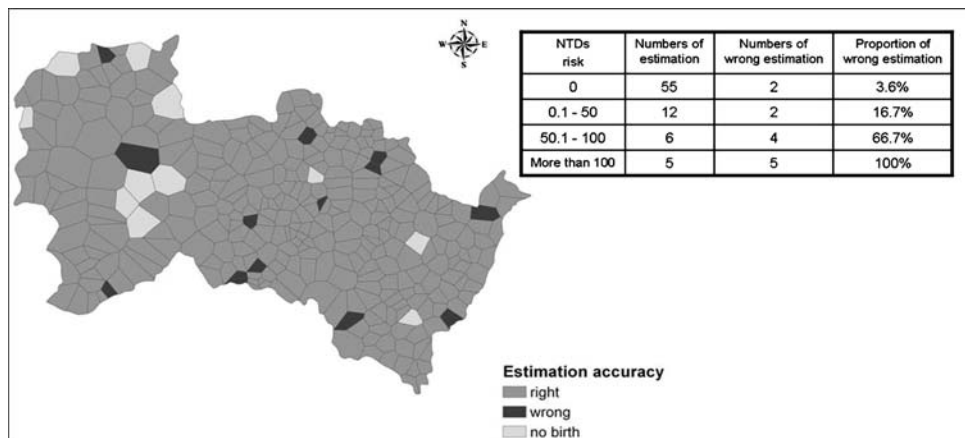 N
W E
S
NTDs risk | Numbers of estimation | Numbers of wrong estimation | Proportion of wrong estimation
0 | 55 | 2 | 3.6%
0.1 - 50 | 12 | 2 | 16.7%
50.1 - 100 | 6 | 4 | 66.7%
More than 100 | 5 | 5 | 100%
Estimation accuracy
right
wrong
no birth